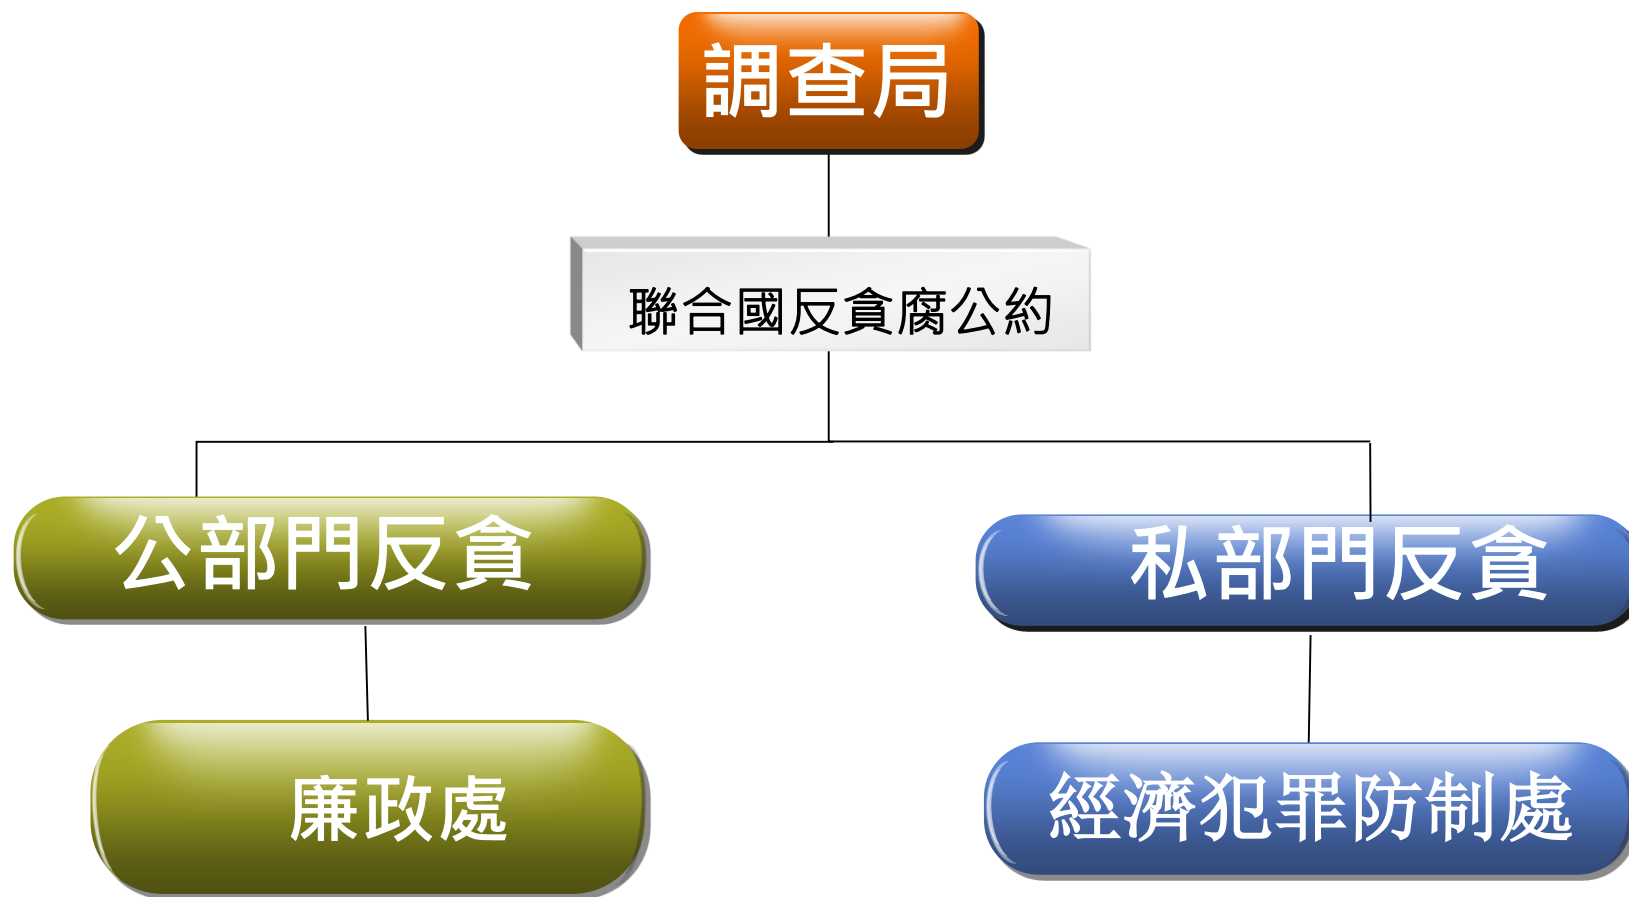 調查局
聯合國反貪腐公約
公部門反貪
私部門反貪
廉政處
經濟犯罪防制處